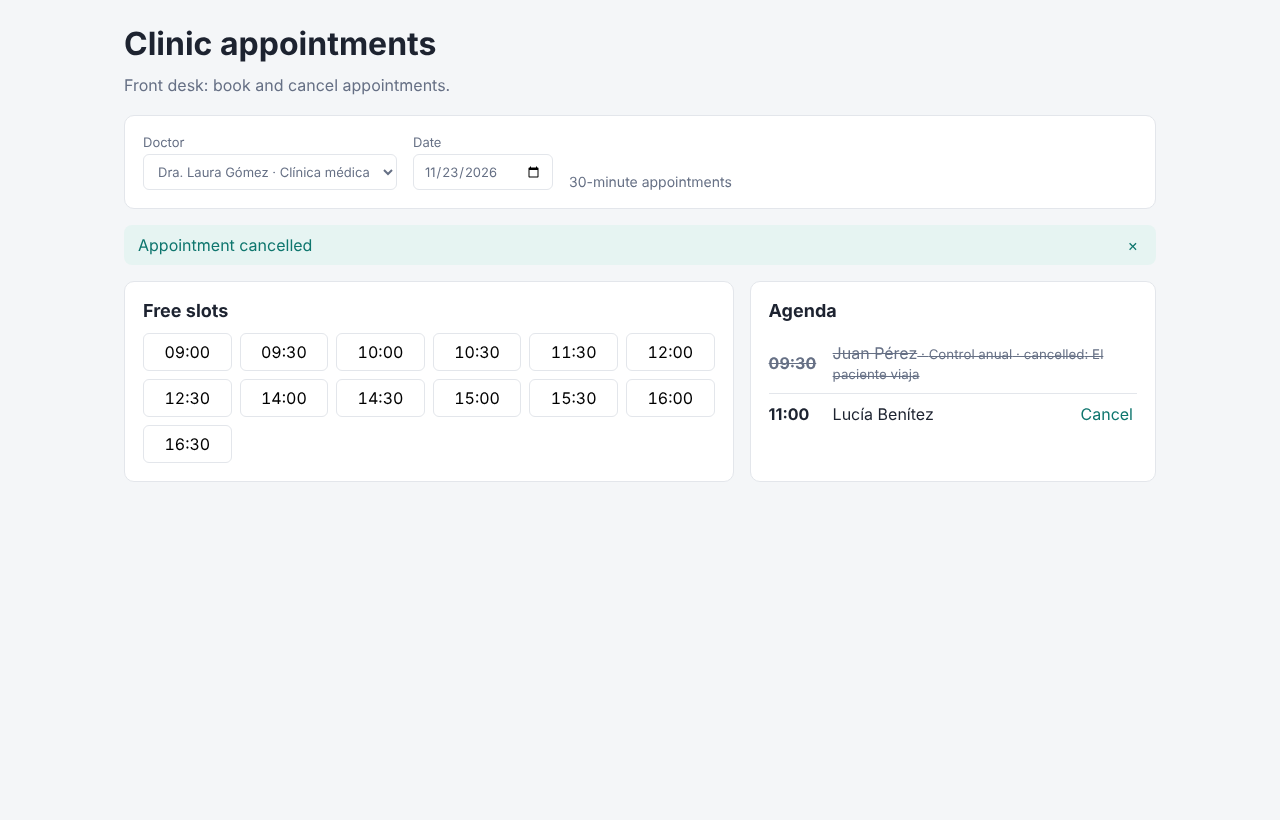 Clinic appointments
Front desk: book and cancel appointments.
Doctor
Date
Dra. Laura Gómez · Clínica médica
11/23/2026
30-minute appointments
Appointment cancelled
×
Free slots
09:00 09:30 10:00 10:30 11:30 12:00
12:30 14:00 14:30 15:00 15:30 16:00
16:30
Agenda
09:30 Juan Pérez · Control anual · cancelled: El
paciente viaja
11:00 Lucía Benítez Cancel